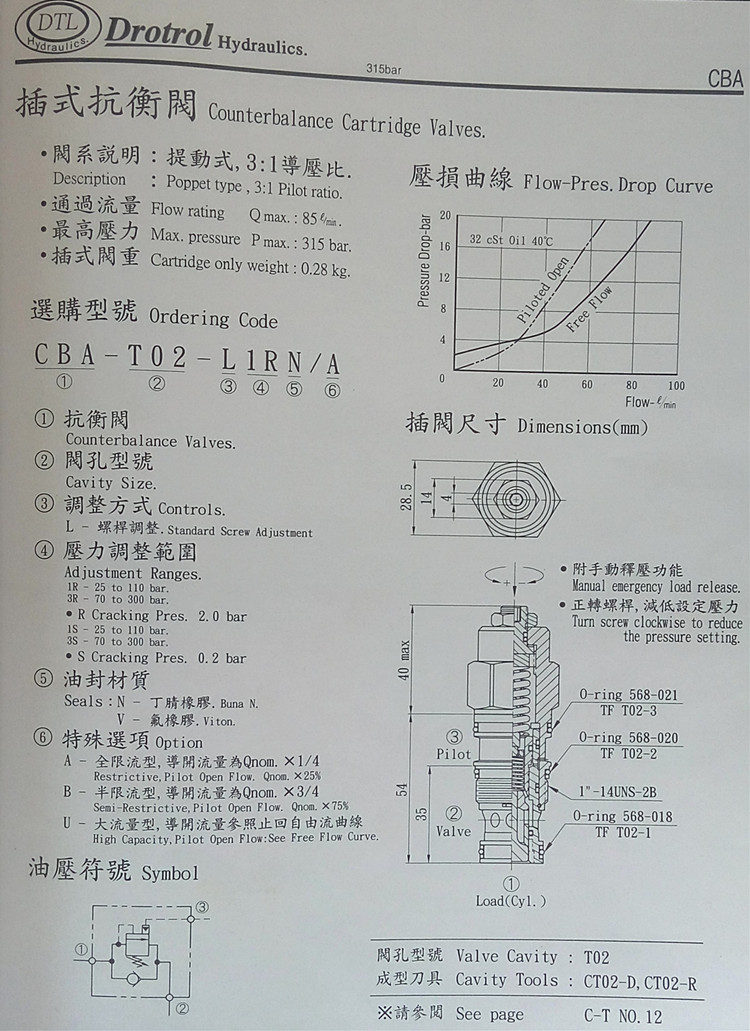 DTL
Hydraulics.
Drotrol Hydraulics.
315bar
CBA
插式抗衡閥 Counterbalance Cartridge Valves.
•閥系説明：提動式,3:1導壓比.
Description : Poppet type , 3:1 Pilot ratio.
•通過流量 Flow rating Q max. : 85 ℓ/min.
•最高壓力 Max. pressure P max. : 315 bar.
•插式閥重 Cartridge only weight : 0.28 kg.
選購型號 Ordering Code
CBA-T02-L1RN/A
① ② ③ ④ ⑤ ⑥
① 抗衡閥
Counterbalance Valves.
② 閥孔型號
Cavity Size.
③ 調整方式 Controls.
L - 螺桿調整. Standard Screw Adjustment
④ 壓力調整範圍
Adjustment Ranges.
1R - 25 to 110 bar.
3R - 70 to 300 bar.
• R Cracking Pres. 2.0 bar
1S - 25 to 110 bar.
3S - 70 to 300 bar.
• S Cracking Pres. 0.2 bar
⑤ 油封材質
Seals : N - 丁腈橡膠. Buna N.
V - 氟橡膠. Viton.
⑥ 特殊選項 Option
A - 全限流型,導開流量為Qnom. ×1/4
Restrictive,Pilot Open Flow. Qnom. ×25%
B - 半限流型,導開流量為Qnom. ×3/4
Semi-Restrictive,Pilot Open Flow. Qnom. ×75%
U - 大流量型,導開流量參照止回自由流曲線
High Capacity,Pilot Open Flow:See Free Flow Curve.
油壓符號 Symbol
③
①
②
壓損曲線 Flow-Pres. Drop Curve
Pressure Drop-bar
20
16
12
8
4
0
32 cSt Oil 40℃
Piloted Open
Free Flow
20 40 60 80 100
Flow-ℓ/min
插閥尺寸 Dimensions(mm)
28.5
14
4
• 附手動釋壓功能
Manual emergency load release.
• 正轉螺桿,減低設定壓力
Turn screw clockwise to reduce
the pressure setting.
+ -
40 max
54
35
③
Pilot
②
Valve
①
Load(Cyl.)
O-ring 568-021
TF T02-3
O-ring 568-020
TF T02-2
1"-14UNS-2B
O-ring 568-018
TF T02-1
閥孔型號 Valve Cavity : T02
成型刀具 Cavity Tools : CT02-D,CT02-R
※請參閱 See page C-T NO.12